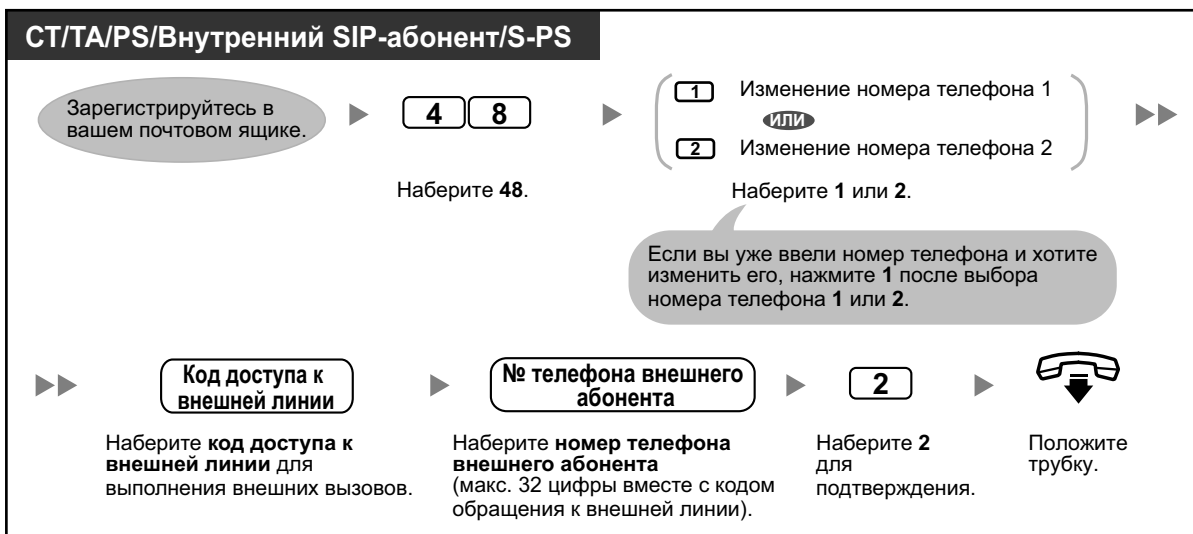 СТ/ТА/PS/Внутренний SIP-абонент/S-PS
Зарегистрируйтесь в
вашем почтовом ящике.
4 8
Наберите 48.
1 Изменение номера телефона 1
ИЛИ
2 Изменение номера телефона 2
Наберите 1 или 2.
Если вы уже ввели номер телефона и хотите
изменить его, нажмите 1 после выбора
номера телефона 1 или 2.
Код доступа к
внешней линии
Наберите код доступа к
внешней линии для
выполнения внешних вызовов.
№ телефона внешнего
абонента
Наберите номер телефона
внешнего абонента
(макс. 32 цифры вместе с кодом
обращения к внешней линии).
2
Наберите 2
для
подтверждения.
Положите
трубку.